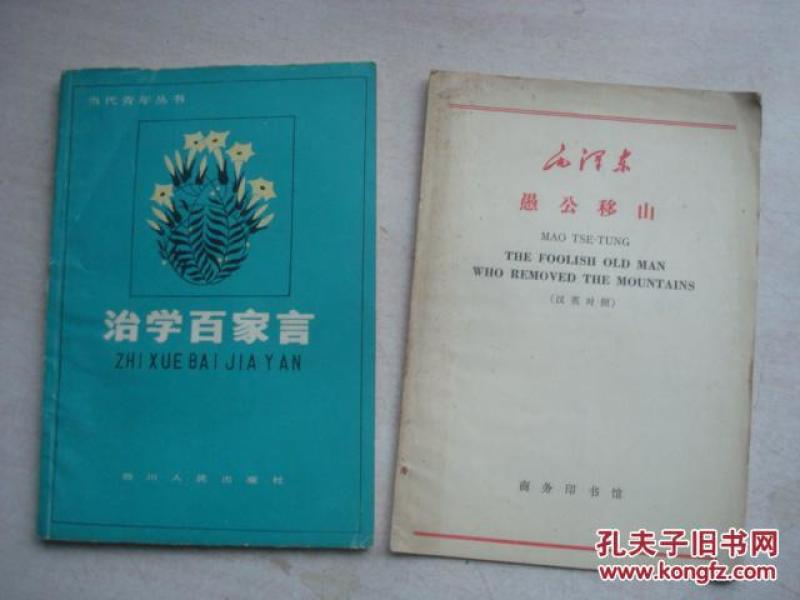 当代青年丛书
治学百家言
ZHI XUE BAI JIA YAN
四川人民出版社
毛泽东
愚公移山
MAO TSE-TUNG
THE FOOLISH OLD MAN
WHO REMOVED THE MOUNTAINS
(汉英对照)
商务印书馆
孔夫子旧书网
www.kongfz.com